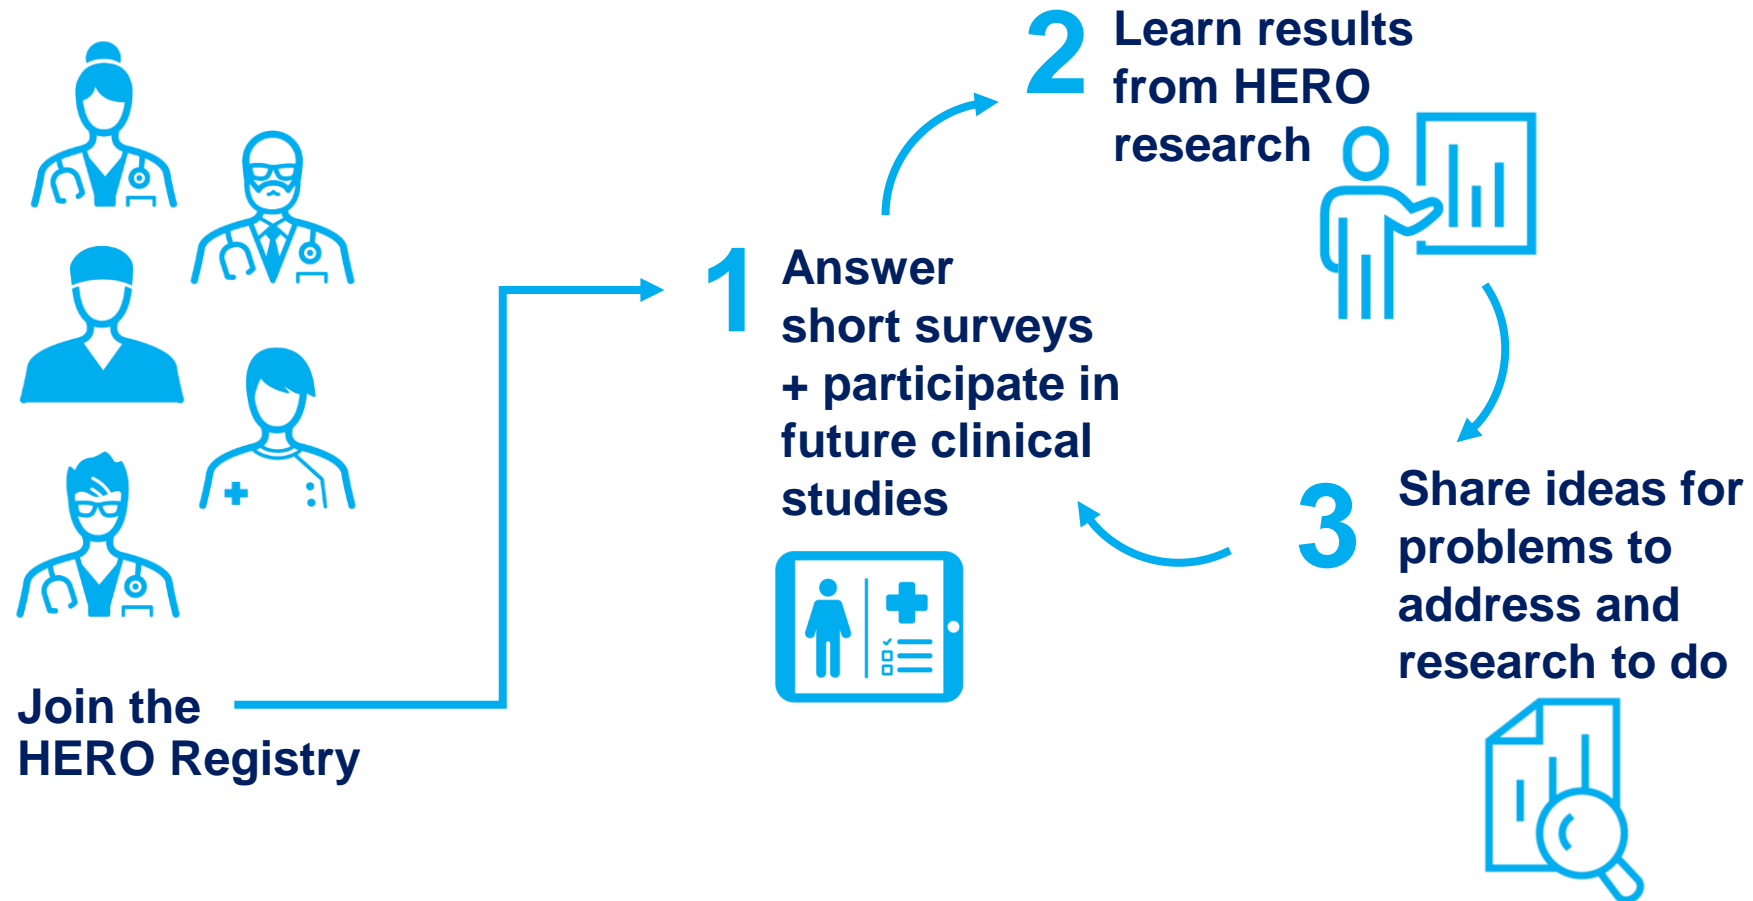 Join the
HERO Registry
1
Answer
short surveys
+ participate in
future clinical
studies
2
Learn results
from HERO
research
3
Share ideas for
problems to
address and
research to do